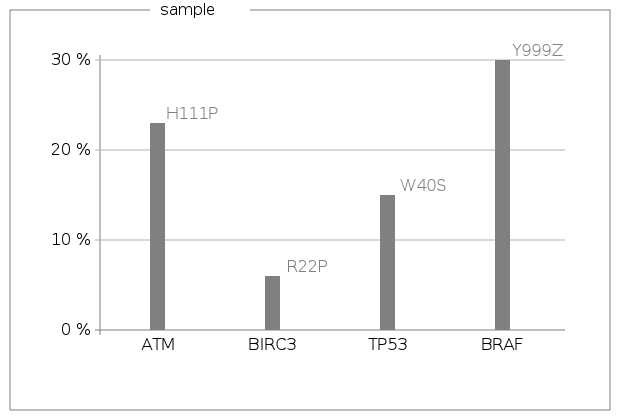 sample
30 %
Y999Z
H111P
20 %
W40S
10 %
R22P
0 %
ATM BIRC3 TP53 BRAF